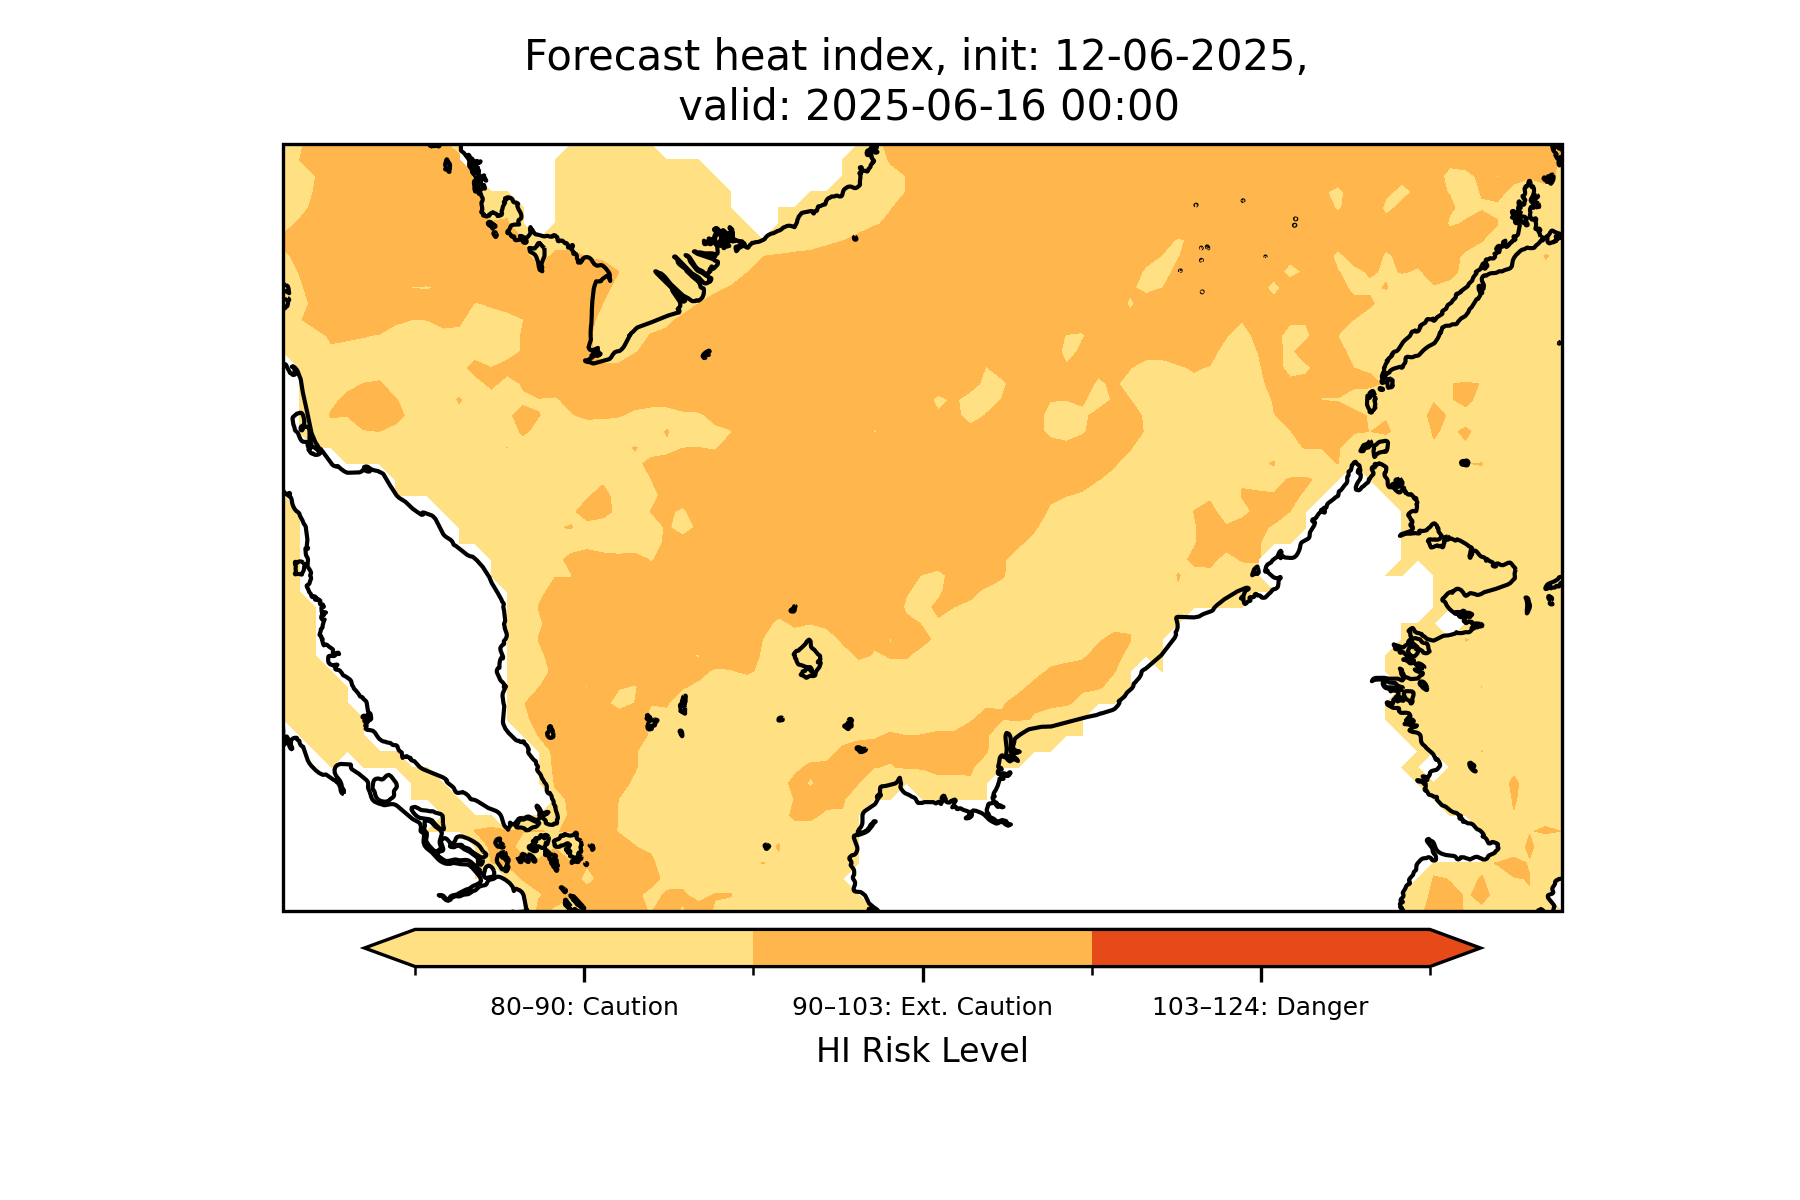 Forecast heat index, init: 12-06-2025,
valid: 2025-06-16 00:00
80–90: Caution
90–103: Ext. Caution
103–124: Danger
HI Risk Level